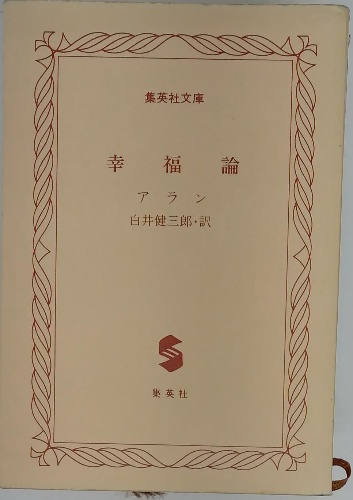 集英社文庫
幸福論
アラン
白井健三郎・訳
集英社